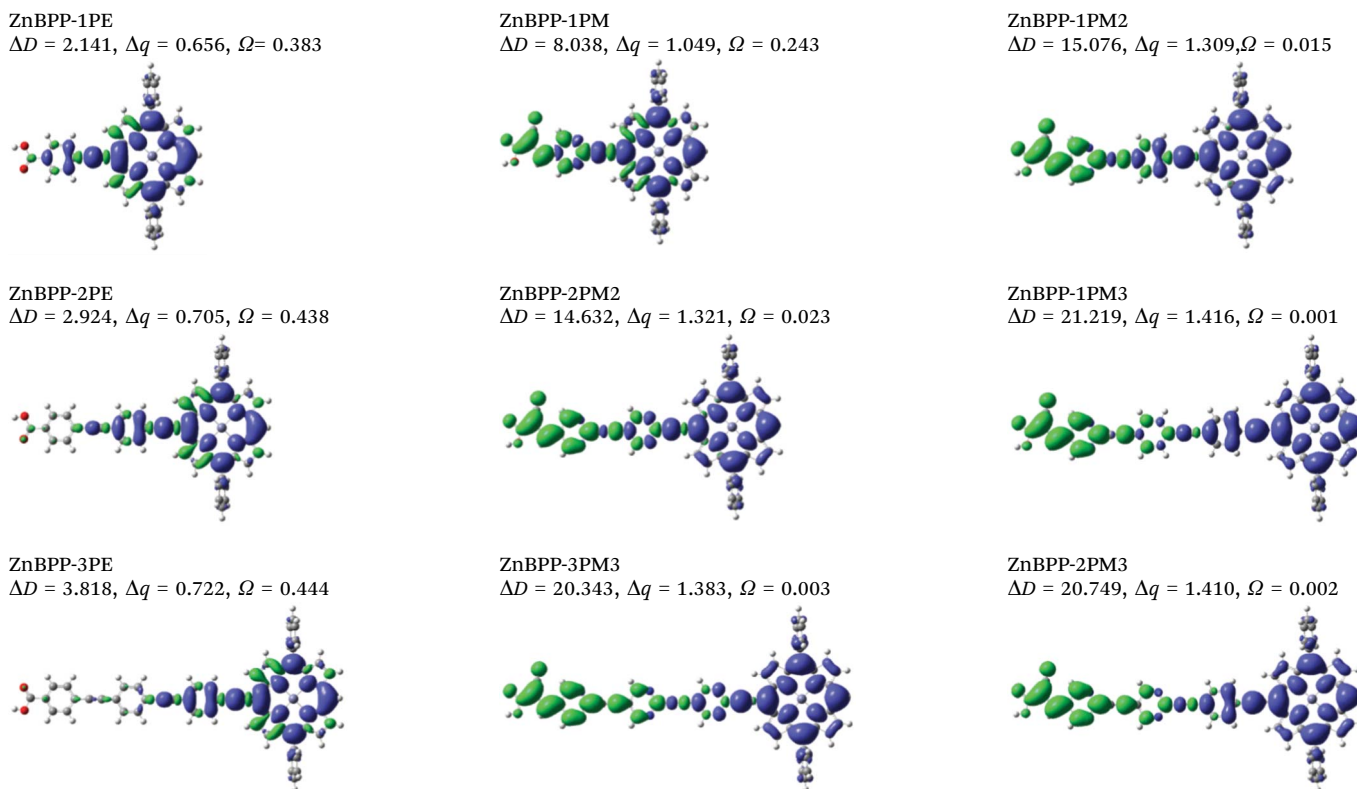 ZnBPP-1PE
ΔD = 2.141, Δq = 0.656, Ω= 0.383
ZnBPP-1PM
ΔD = 8.038, Δq = 1.049, Ω = 0.243
ZnBPP-1PM2
ΔD = 15.076, Δq = 1.309,Ω = 0.015
ZnBPP-2PE
ΔD = 2.924, Δq = 0.705, Ω = 0.438
ZnBPP-2PM2
ΔD = 14.632, Δq = 1.321, Ω = 0.023
ZnBPP-1PM3
ΔD = 21.219, Δq = 1.416, Ω = 0.001
ZnBPP-3PE
ΔD = 3.818, Δq = 0.722, Ω = 0.444
ZnBPP-3PM3
ΔD = 20.343, Δq = 1.383, Ω = 0.003
ZnBPP-2PM3
ΔD = 20.749, Δq = 1.410, Ω = 0.002